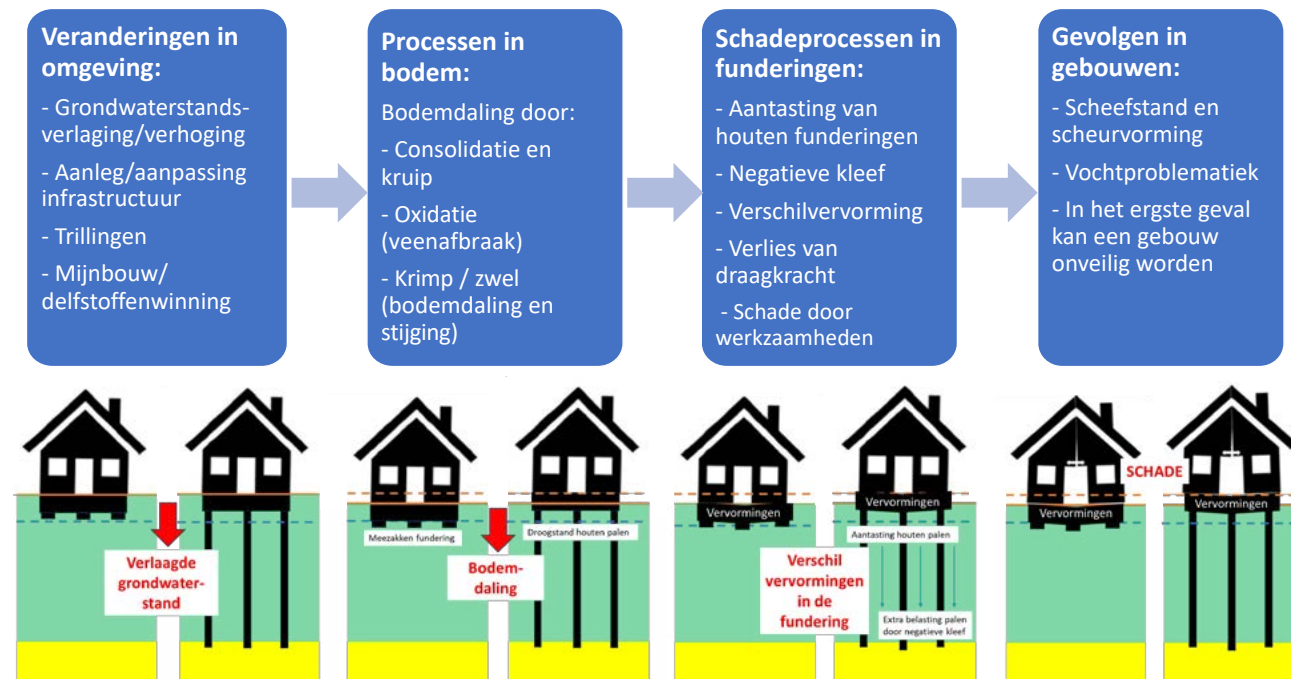 Veranderingen in
omgeving:
- Grondwaterstands-
verlaging/verhoging
- Aanleg/aanpassing
infrastructuur
- Trillingen
- Mijnbouw/
delfstoffenwinning
Processen in
bodem:
Bodemdaling door:
- Consolidatie en
kruip
- Oxidatie
(veenafbraak)
- Krimp / zwel
(bodemdaling en
stijging)
Schadeprocessen in
funderingen:
- Aantasting van
houten funderingen
- Negatieve kleef
- Verschilvervorming
- Verlies van
draagkracht
- Schade door
werkzaamheden
Gevolgen in
gebouwen:
- Scheefstand en
scheurvorming
- Vochtproblematiek
- In het ergste geval
kan een gebouw
onveilig worden
Verlaagde
grondwater-
stand
Meezakken fundering
Droogstand houten palen
Bodem-
daling
Vervormingen
Vervormingen
Aantasting houten palen
Verschil
vervormingen
in de
fundering
Extra belasting palen
door negatieve kleef
SCHADE
Vervormingen
Vervormingen